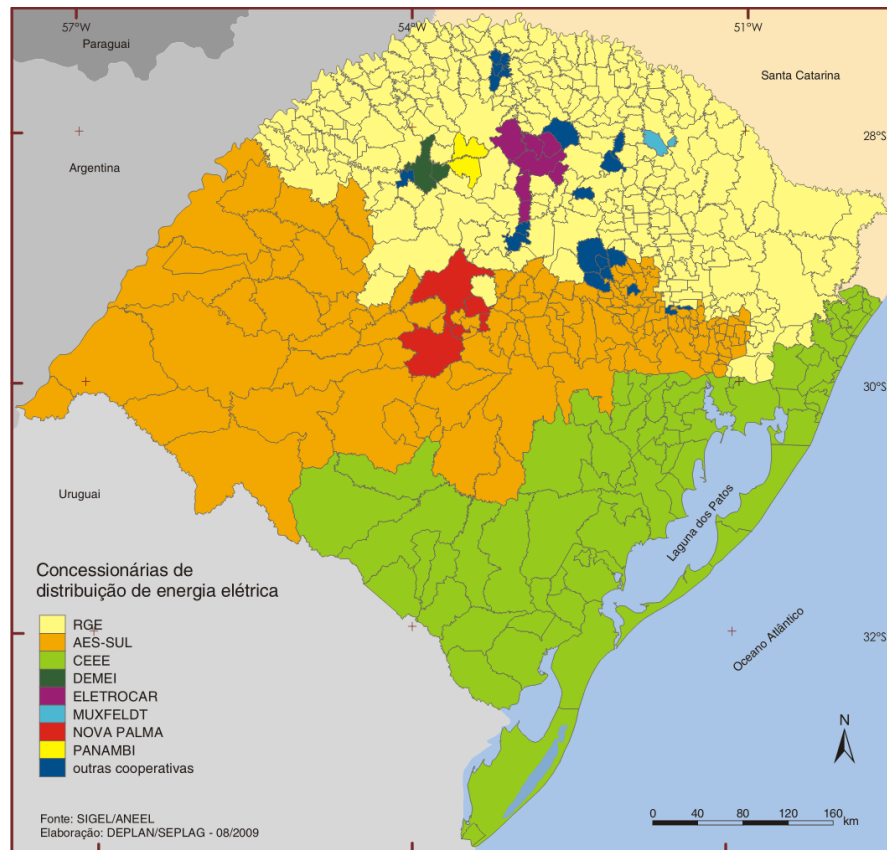 57°W
54°W
51°W
Paraguai
Santa Catarina
28°S
Argentina
30°S
Uruguai
Laguna dos Patos
Oceano Atlântico
32°S
Concessionárias de
distribuição de energia elétrica
RGE
AES-SUL
CEEE
DEMEI
ELETROCAR
MUXFELDT
NOVA PALMA
PANAMBI
outras cooperativas
N
0 40 80 120 160
km
Fonte: SIGEL/ANEEL
Elaboração: DEPLAN/SEPLAG - 08/2009